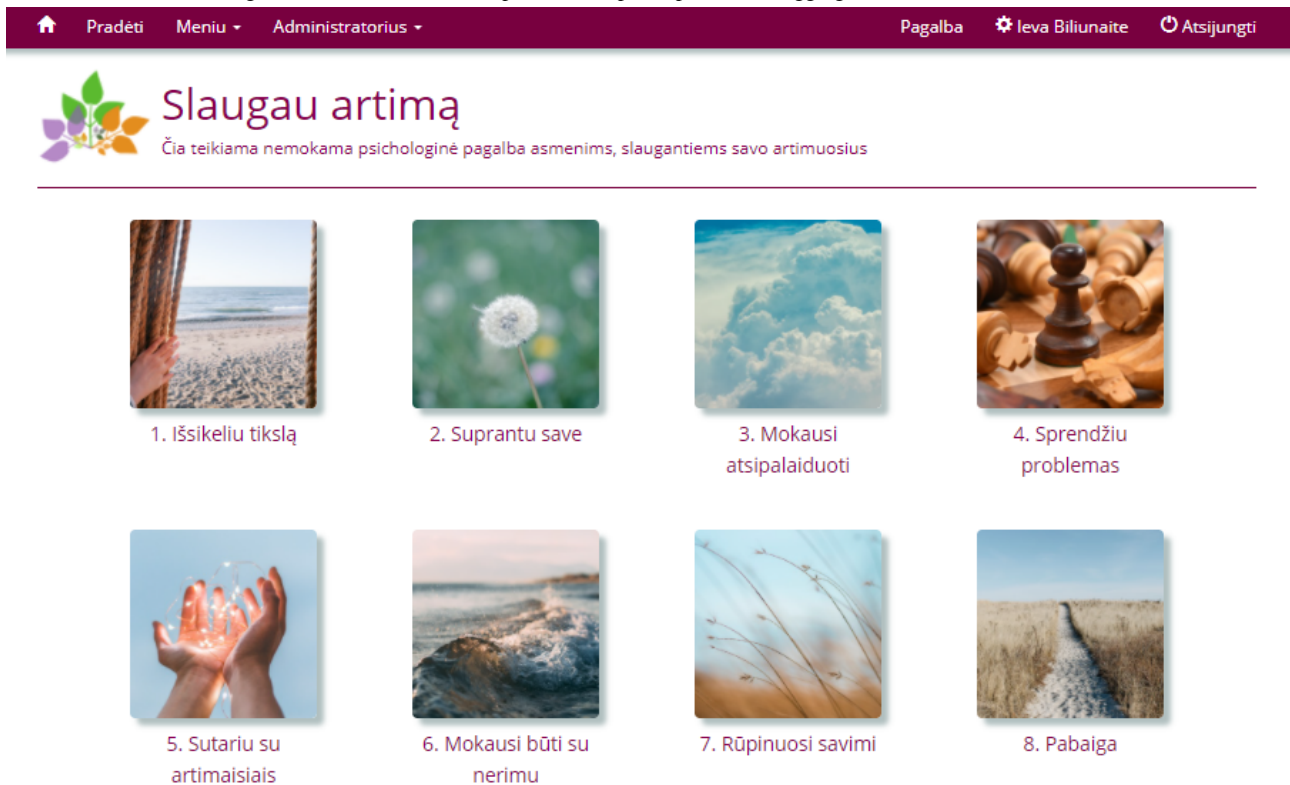 Pradėti Meniu Administratorius Pagalba Ieva Biliunaite Atsijungti
Slaugau artimą
Čia teikiama nemokama psichologinė pagalba asmenims, slaugantiems savo artimuosius
1. Išsikeliu tikslą
2. Suprantu save
3. Mokausi
atsipalaiduoti
4. Sprendžiu
problemas
5. Sutariu su
artimaisiais
6. Mokausi būti su
nerimu
7. Rūpinuosi savimi
8. Pabaiga